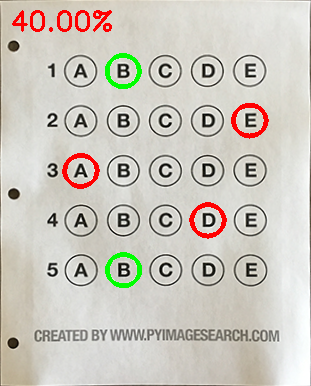 40.00%
1 A B C D E
2 A B C D E
3 A B C D E
4 A B C D E
5 A B C D E
CREATED BY WWW.PYIMAGESEARCH.COM